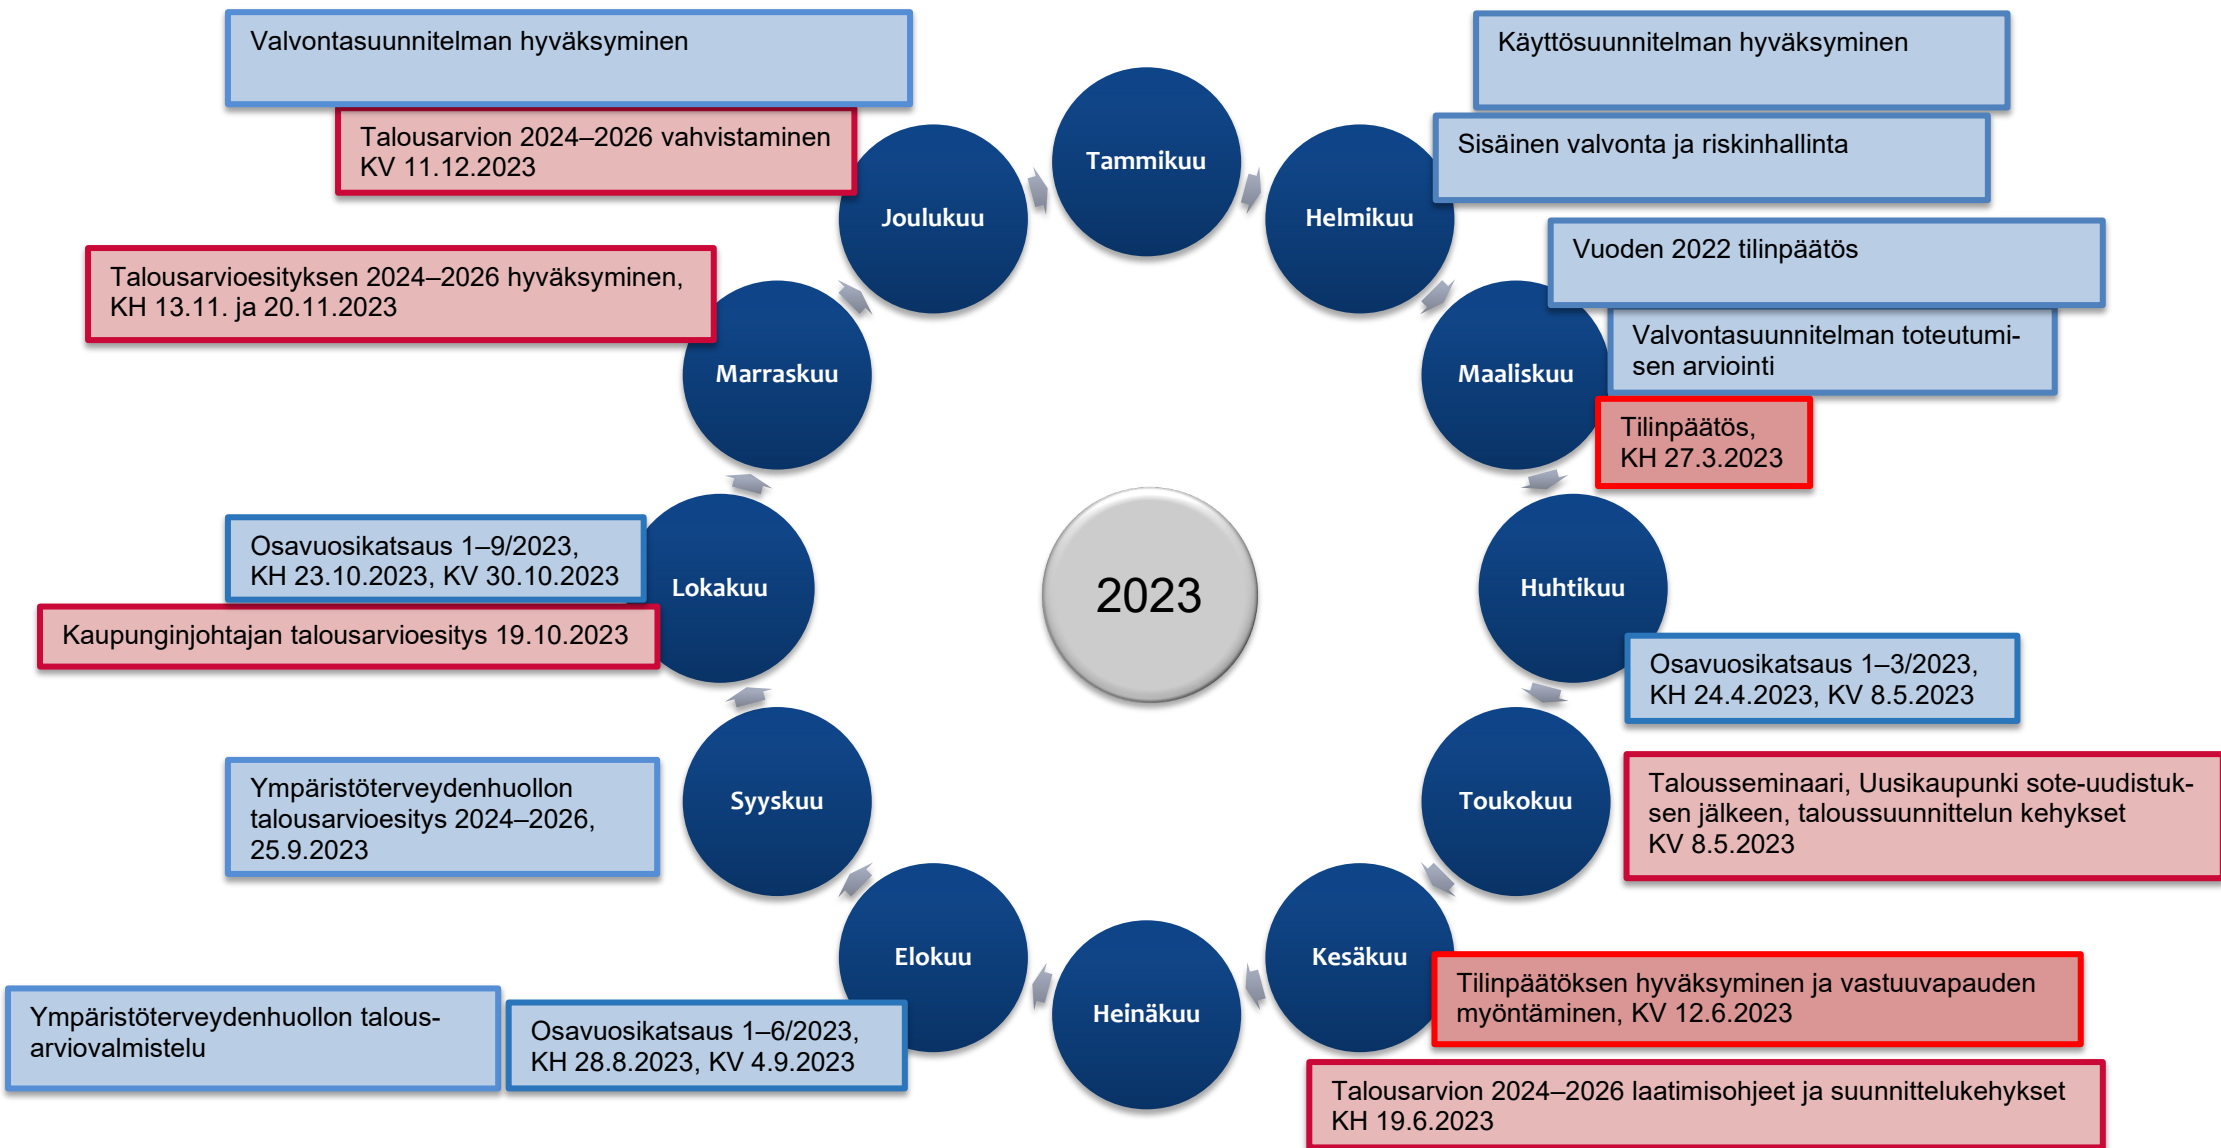 Valvontasuunnitelman hyväksyminen
Talousarvion 2024–2026 vahvistaminen
KV 11.12.2023
Käyttösuunnitelman hyväksyminen
Sisäinen valvonta ja riskinhallinta
Tammikuu
Joulukuu
Helmikuu
Talousarvioesityksen 2024–2026 hyväksyminen,
KH 13.11. ja 20.11.2023
Vuoden 2022 tilinpäätös
Valvontasuunnitelman toteutumi-
sen arviointi
Marraskuu
Maaliskuu
Tilinpäätös,
KH 27.3.2023
Osavuosikatsaus 1–9/2023,
KH 23.10.2023, KV 30.10.2023
Kaupunginjohtajan talousarvioesitys 19.10.2023
Lokakuu
2023
Huhtikuu
Osavuosikatsaus 1–3/2023,
KH 24.4.2023, KV 8.5.2023
Ympäristöterveydenhuollon
talousarvioesitys 2024–2026,
25.9.2023
Syyskuu
Toukokuu
Talousseminaari, Uusikaupunki sote-uudistuk-
sen jälkeen, taloussuunnittelun kehykset
KV 8.5.2023
Elokuu
Heinäkuu
Kesäkuu
Tilinpäätöksen hyväksyminen ja vastuuvapauden
myöntäminen, KV 12.6.2023
Ympäristöterveydenhuollon talous-
arviovalmistelu
Osavuosikatsaus 1–6/2023,
KH 28.8.2023, KV 4.9.2023
Talousarvion 2024–2026 laatimisohjeet ja suunnittelukehykset
KH 19.6.2023